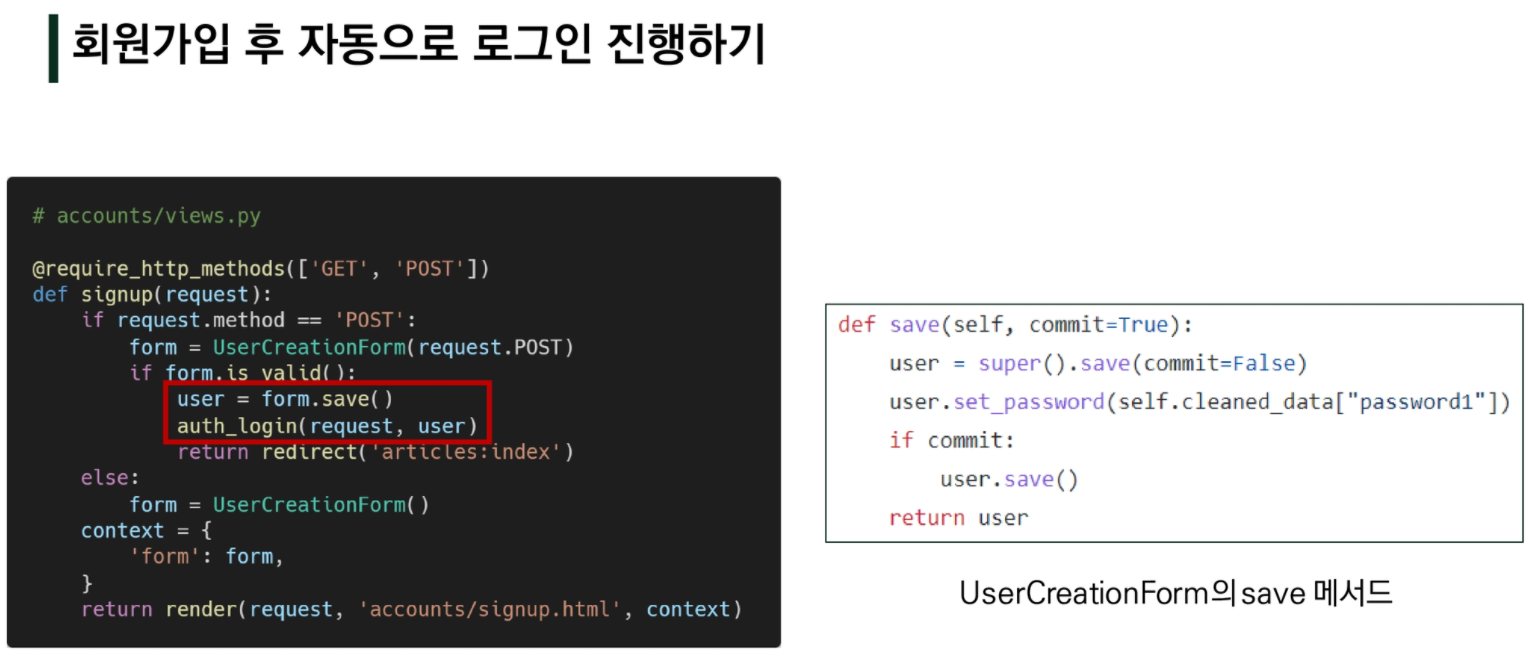 회원가입 후 자동으로 로그인 진행하기
# accounts/views.py
@require_http_methods(['GET', 'POST'])
def signup(request):
    if request.method == 'POST':
        form = UserCreationForm(request.POST)
        if form.is_valid():
            user = form.save()
            auth_login(request, user)
            return redirect('articles:index')
    else:
        form = UserCreationForm()
    context = {
        'form': form,
    }
    return render(request, 'accounts/signup.html', context)
def save(self, commit=True):
    user = super().save(commit=False)
    user.set_password(self.cleaned_data["password1"])
    if commit:
        user.save()
    return user
UserCreationForm의 save 메서드